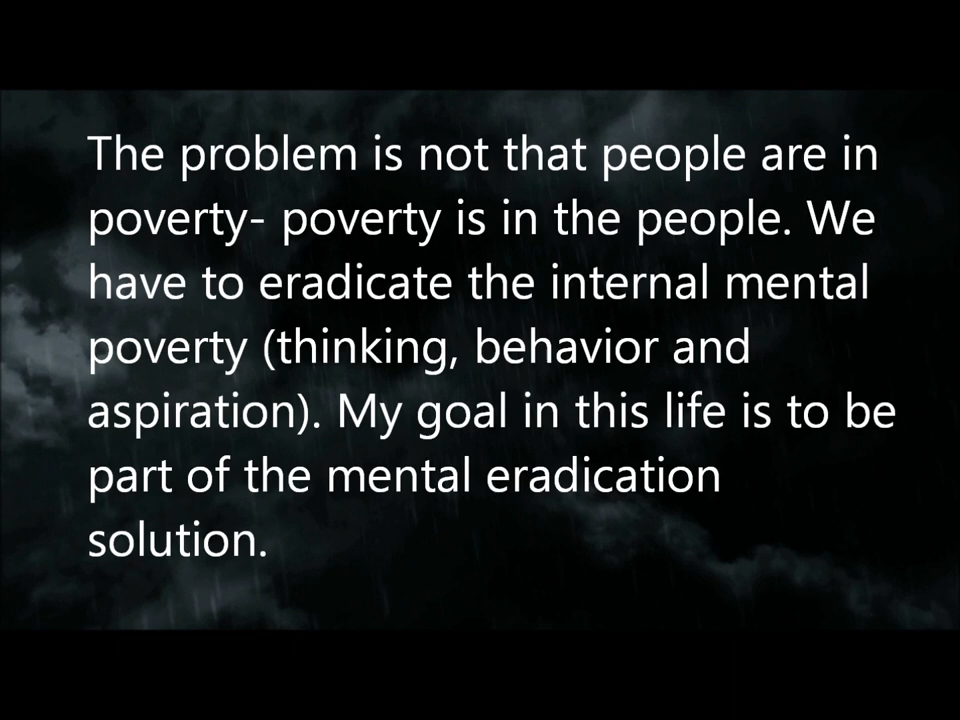 The problem is not that people are in
poverty- poverty is in the people. We
have to eradicate the internal mental
poverty (thinking, behavior and
aspiration). My goal in this life is to be
part of the mental eradication
solution.